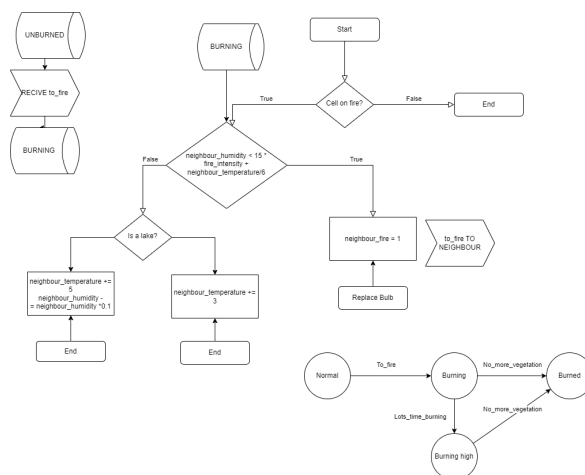 UNBURNED
RECIVE to_fire
BURNING
BURNING
Start
Cell on fire?
True
False
End
neighbour_humidity < 15 *
fire_intensity +
neighbour_temperature/6
False
True
Is a lake?
neighbour_fire = 1
to_fire TO
NEIGHBOUR
neighbour_temperature +=
5
neighbour_humidity -
= neighbour_humidity *0.1
neighbour_temperature +=
3
Replace Bulb
End
End
Normal
To_fire
Burning
No_more_vegetation
Burned
Lots_time_burning
No_more_vegetation
Burning high